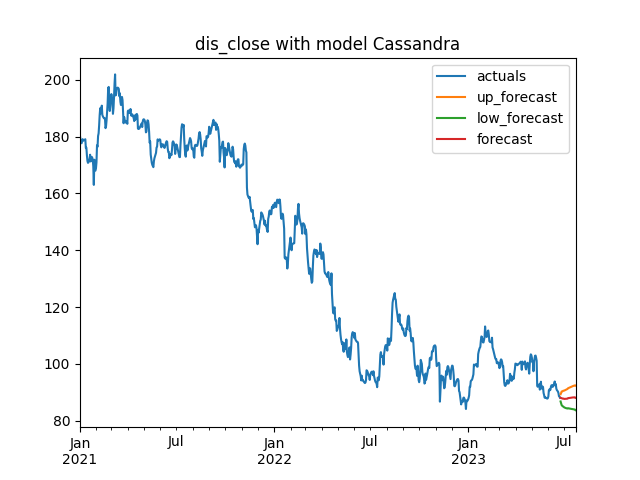 dis_close with model Cassandra
actuals
up_forecast
low_forecast
forecast
200
180
160
140
120
100
80
Jan Jul Jan Jul Jan Jul
2021 2022 2023